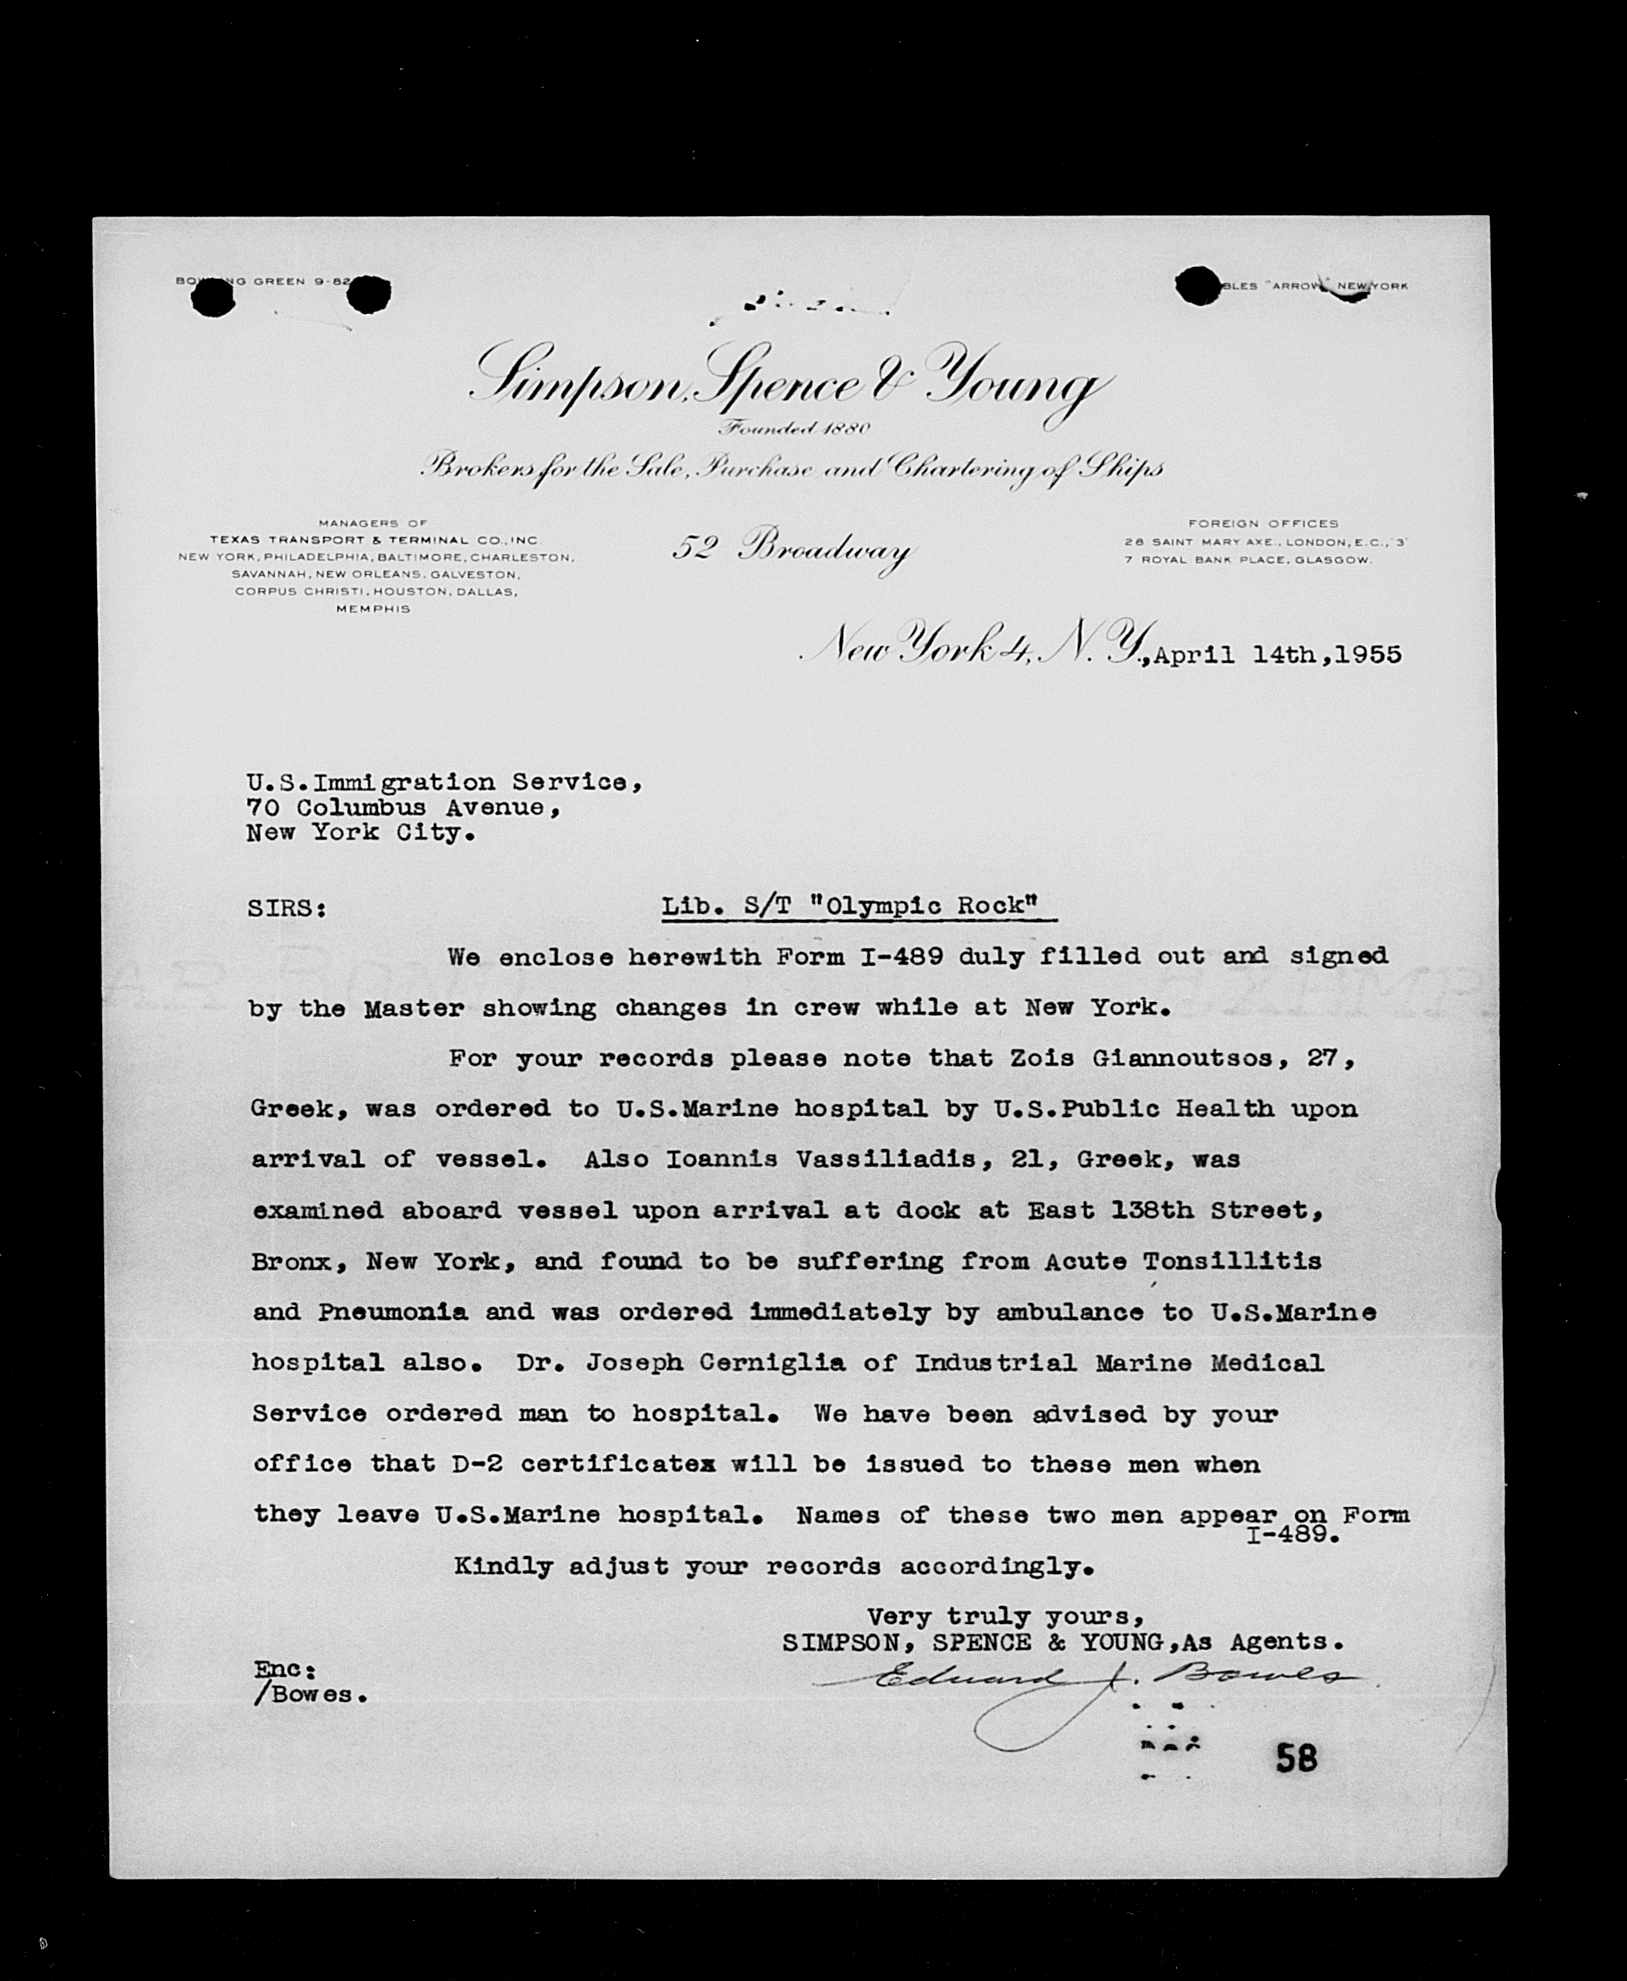 GREEN 9-82
"ARROW" NEW YORK
Simpson, Spence & Young
Founded 1880
Brokers for the Sale, Purchase and Chartering of Ships
MANAGERS OF
TEXAS TRANSPORT & TERMINAL CO., INC.
NEW YORK, PHILADELPHIA, BALTIMORE, CHARLESTON,
SAVANNAH, NEW ORLEANS, GALVESTON,
CORPUS CHRISTI, HOUSTON, DALLAS,
MEMPHIS
52 Broadway
FOREIGN OFFICES
28 SAINT MARY AXE., LONDON, E.C., "3"
7 ROYAL BANK PLACE, GLASGOW.
New York 4, N. Y., April 14th,1955
U.S.Immigration Service,
70 Columbus Avenue,
New York City.
SIRS: Lib. S/T "Olympic Rock"
We enclose herewith Form I-489 duly filled out and signed
by the Master showing changes in crew while at New York.
For your records please note that Zois Giannoutsos, 27,
Greek, was ordered to U.S.Marine hospital by U.S.Public Health upon
arrival of vessel. Also Ioannis Vassiliadis, 21, Greek, was
examined aboard vessel upon arrival at dock at East 138th Street,
Bronx, New York, and found to be suffering from Acute Tonsillitis
and Pneumonia and was ordered immediately by ambulance to U.S.Marine
hospital also. Dr. Joseph Cerniglia of Industrial Marine Medical
Service ordered man to hospital. We have been advised by your
office that D-2 certificates will be issued to these men when
they leave U.S.Marine hospital. Names of these two men appear on Form
I-489.
Kindly adjust your records accordingly.
Very truly yours,
SIMPSON, SPENCE & YOUNG,As Agents.
Edward J. Bowes
Enc:
/Bowes.
58